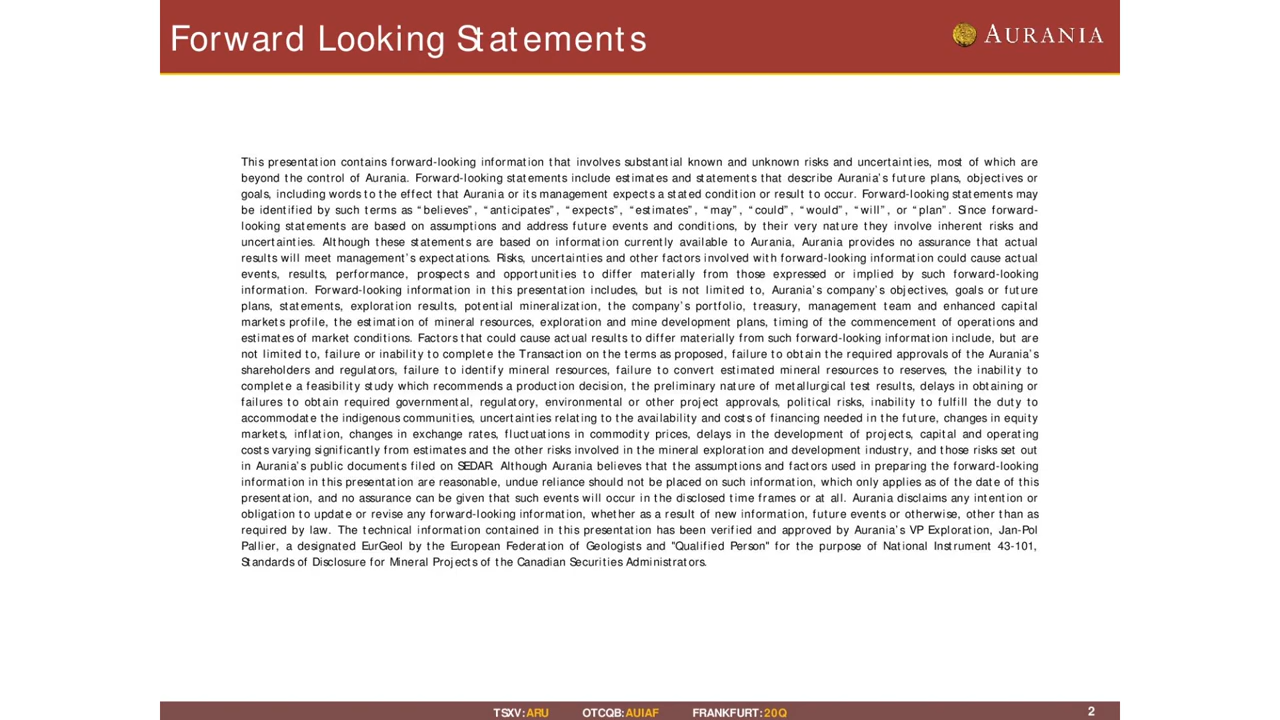 Forward Looking Statements
AURANIA
This presentation contains forward-looking information that involves substantial known and unknown risks and uncertainties, most of which are
beyond the control of Aurania. Forward-looking statements include estimates and statements that describe Aurania's future plans, objectives or
goals, including words to the effect that Aurania or its management expects a stated condition or result to occur. Forward-looking statements may
be identified by such terms as “believes”, “anticipates”, “expects”, “estimates”, “may”, “could”, “would”, “will”, or “plan”. Since forward-
looking statements are based on assumptions and address future events and conditions, by their very nature they involve inherent risks and
uncertainties. Although these statements are based on information currently available to Aurania, Aurania provides no assurance that actual
results will meet management's expectations. Risks, uncertainties and other factors involved with forward-looking information could cause actual
events, results, performance, prospects and opportunities to differ materially from those expressed or implied by such forward-looking
information. Forward-looking information in this presentation includes, but is not limited to, Aurania's company's objectives, goals or future
plans, statements, exploration results, potential mineralization, the company's portfolio, treasury, management team and enhanced capital
markets profile, the estimation of mineral resources, exploration and mine development plans, timing of the commencement of operations and
estimates of market conditions. Factors that could cause actual results to differ materially from such forward-looking information include, but are
not limited to, failure or inability to complete the Transaction on the terms as proposed, failure to obtain the required approvals of the Aurania's
shareholders and regulators, failure to identify mineral resources, failure to convert estimated mineral resources to reserves, the inability to
complete a feasibility study which recommends a production decision, the preliminary nature of metallurgical test results, delays in obtaining or
failures to obtain required governmental, regulatory, environmental or other project approvals, political risks, inability to fulfill the duty to
accommodate the indigenous communities, uncertainties relating to the availability and costs of financing needed in the future, changes in equity
markets, inflation, changes in exchange rates, fluctuations in commodity prices, delays in the development of projects, capital and operating
costs varying significantly from estimates and the other risks involved in the mineral exploration and development industry, and those risks set out
in Aurania's public documents filed on SEDAR. Although Aurania believes that the assumptions and factors used in preparing the forward-looking
information in this presentation are reasonable, undue reliance should not be placed on such information, which only applies as of the date of this
presentation, and no assurance can be given that such events will occur in the disclosed time frames or at all. Aurania disclaims any intention or
obligation to update or revise any forward-looking information, whether as a result of new information, future events or otherwise, other than as
required by law. The technical information contained in this presentation has been verified and approved by Aurania's VP Exploration, Jan-Pol
Pallier, a designated EurGeol by the European Federation of Geologists and "Qualified Person" for the purpose of National Instrument 43-101,
Standards of Disclosure for Mineral Projects of the Canadian Securities Administrators.
TSXV:ARU OTCQB:AUIAF FRANKFURT:20Q 2